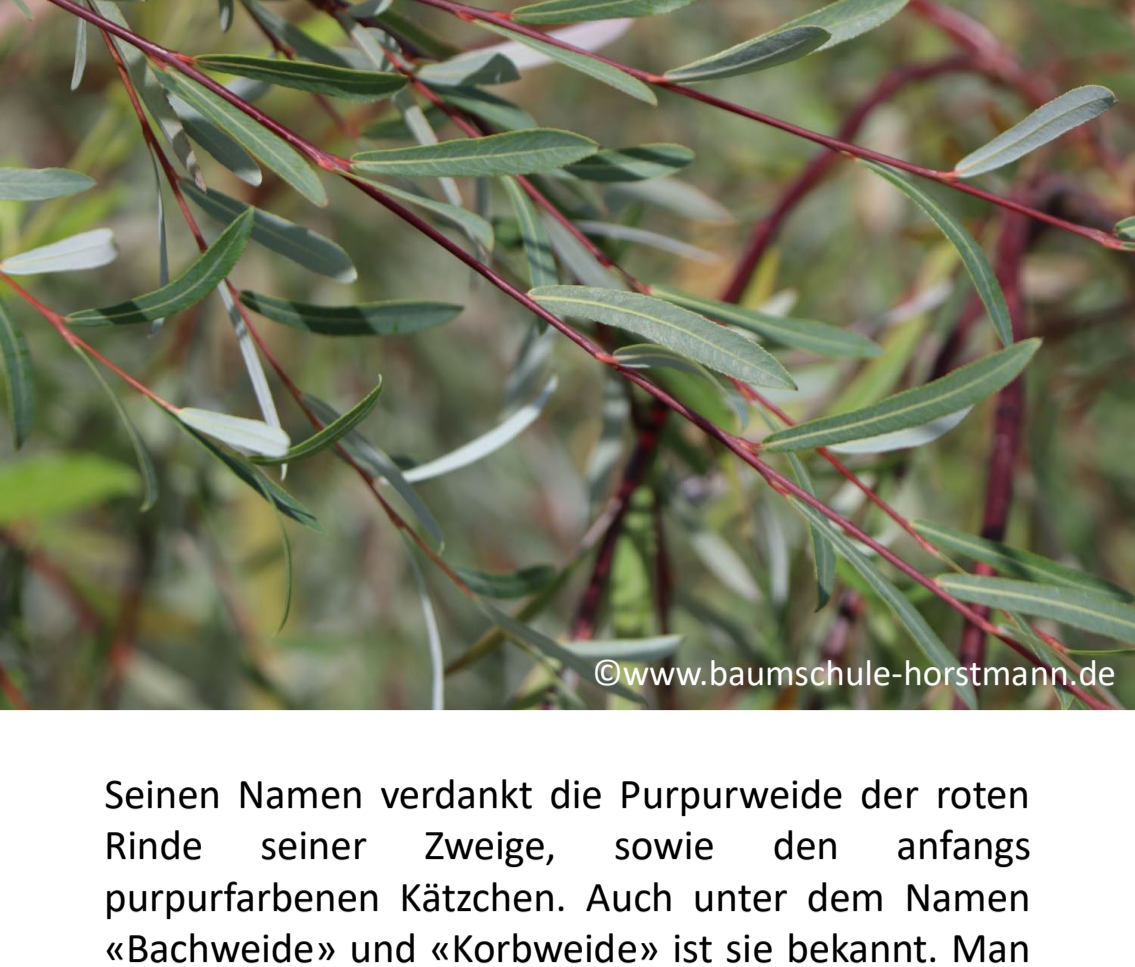 ©www.baumschule-horstmann.de
Seinen Namen verdankt die Purpurweide der roten
Rinde seiner Zweige, sowie den anfangs
purpurfarbenen Kätzchen. Auch unter dem Namen
«Bachweide» und «Korbweide» ist sie bekannt. Man